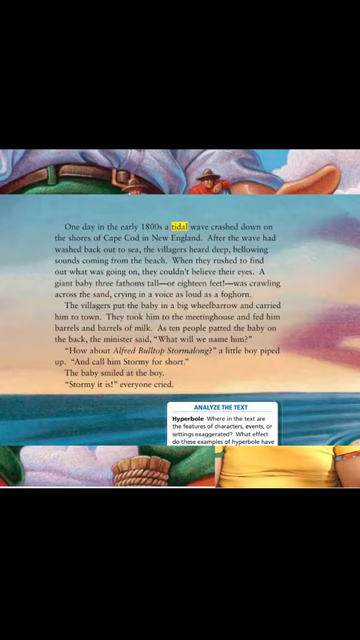 One day in the early 1800s a tidal wave crashed down on
the shores of Cape Cod in New England. After the wave had
washed back out to sea, the villagers heard deep, bellowing
sounds coming from the beach. When they rushed to find
out what was going on, they couldn't believe their eyes. A
giant baby three fathoms tall—or eighteen feet!—was crawling
across the sand, crying in a voice as loud as a foghorn.
The villagers put the baby in a big wheelbarrow and carried
him to town. They took him to the meetinghouse and fed him
barrels and barrels of milk. As ten people patted the baby on
the back, the minister said, "What will we name him?"
"How about Alfred Bulltop Stormalong?" a little boy piped
up. "And call him Stormy for short."
The baby smiled at the boy.
"Stormy it is!" everyone cried.
ANALYZE THE TEXT
Hyperbole Where in the text are
the features of characters, events, or
settings exaggerated? What effect
do these examples of hyperbole have